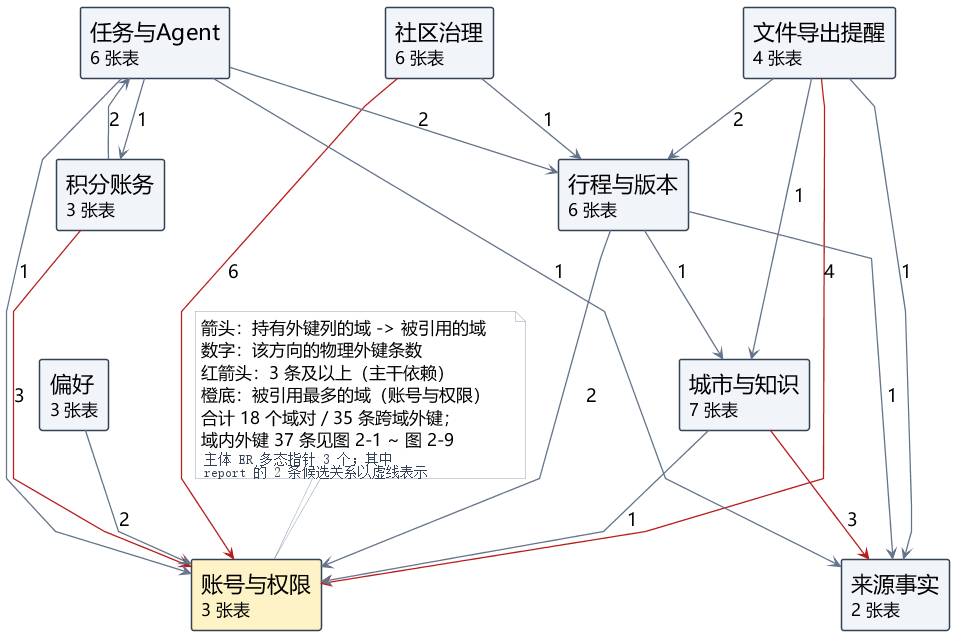 任务与Agent
6 张表
社区治理
6 张表
文件导出提醒
4 张表
2
1
2
1
2
积分账务
3 张表
行程与版本
6 张表
1
1
6
1
1
4
1
箭头：持有外键列的域 -> 被引用的域
数字：该方向的物理外键条数
红箭头：3 条及以上（主干依赖）
橙底：被引用最多的域（账号与权限）
合计 18 个域对 / 35 条跨域外键；
域内外键 37 条见图 2-1 ~ 图 2-9
主体 ER 多态指针 3 个；其中
report 的 2 条候选关系以虚线表示
偏好
3 张表
城市与知识
7 张表
3
2
1
2
1
3
账号与权限
3 张表
来源事实
2 张表